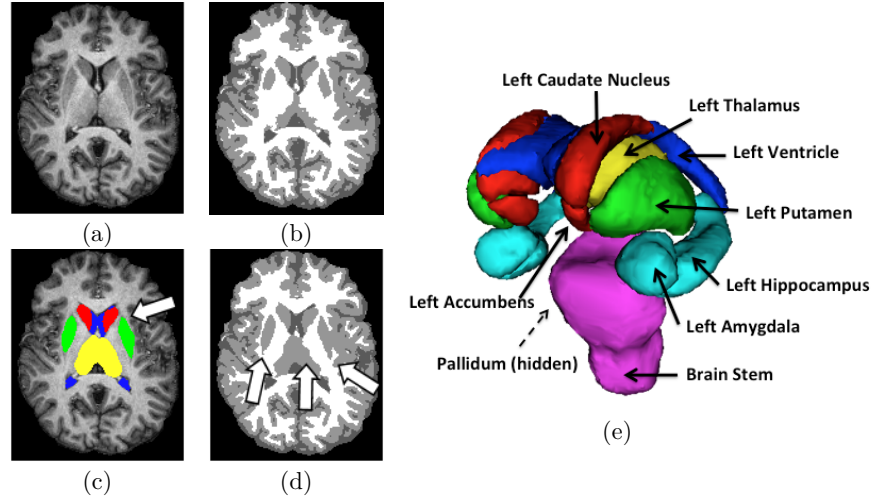 (a)
(b)
(c)
(d)
Left Caudate Nucleus
Left Thalamus
Left Ventricle
Left Putamen
Left Hippocampus
Left Accumbens
Left Amygdala
Pallidum (hidden)
Brain Stem
(e)